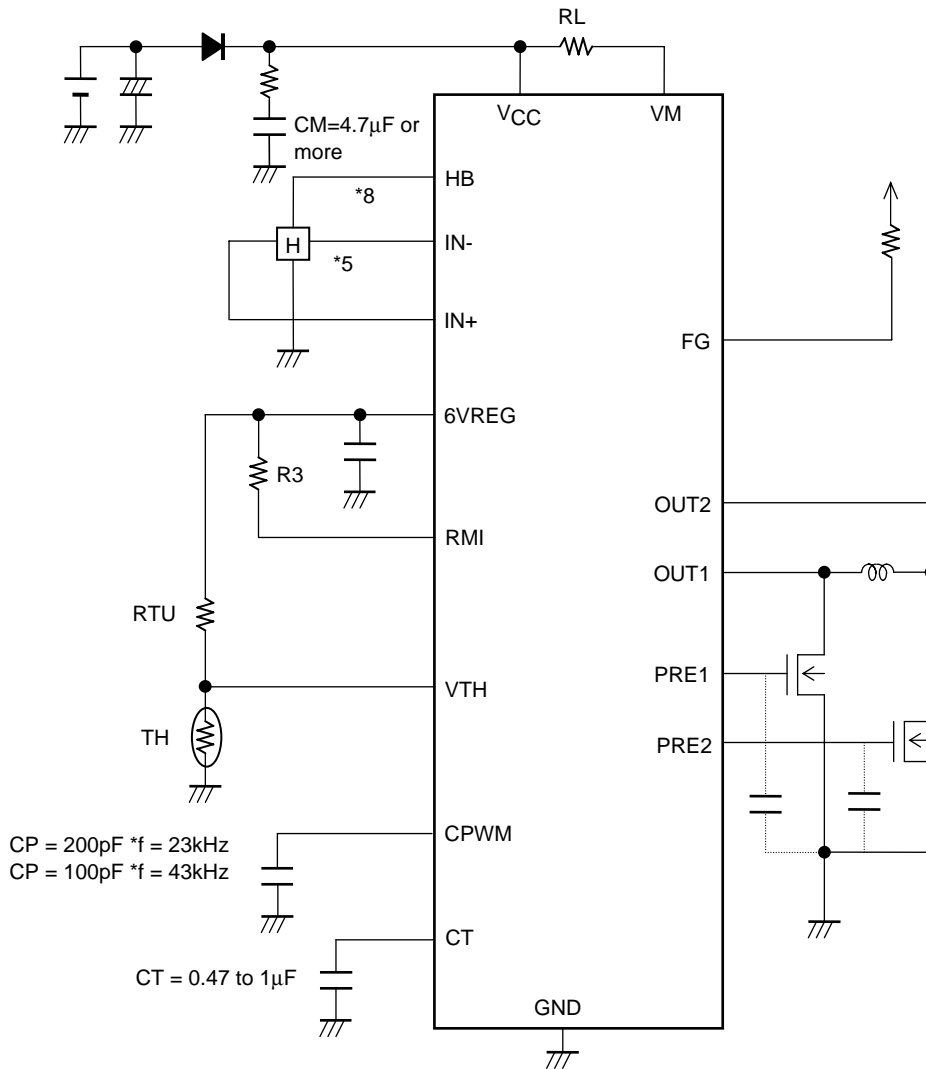 RL
VCC
VM
CM=4.7μF or
more
HB
*8
H
IN-
*5
IN+
FG
6VREG
R3
OUT2
RMI
OUT1
RTU
PRE1
VTH
TH
PRE2
CPWM
CP = 200pF *f = 23kHz
CP = 100pF *f = 43kHz
CT
CT = 0.47 to 1μF
GND